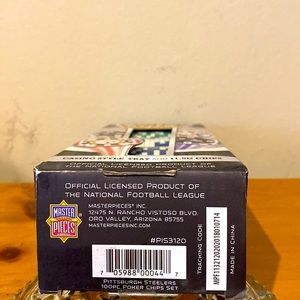 CASINO STYLE TRAY AND 11.5G CHIPS
OFFICIAL LICENSED PRODUCT OF
THE NATIONAL FOOTBALL LEAGUE
OFFICIAL LICENSED PRODUCT OF
THE NATIONAL FOOTBALL LEAGUE
MASTER
PIECES
MASTERPIECES INC
12475 N. RANCHO VISTOSO BLVD.
ORO VALLEY, ARIZONA 85755
MASTERPIECESINC.COM
#PIS3120
7 05988 00044 7
PITTSBURGH STEELERS
100PC POKER CHIPS SET
TRACKING CODE
MADE IN CHINA